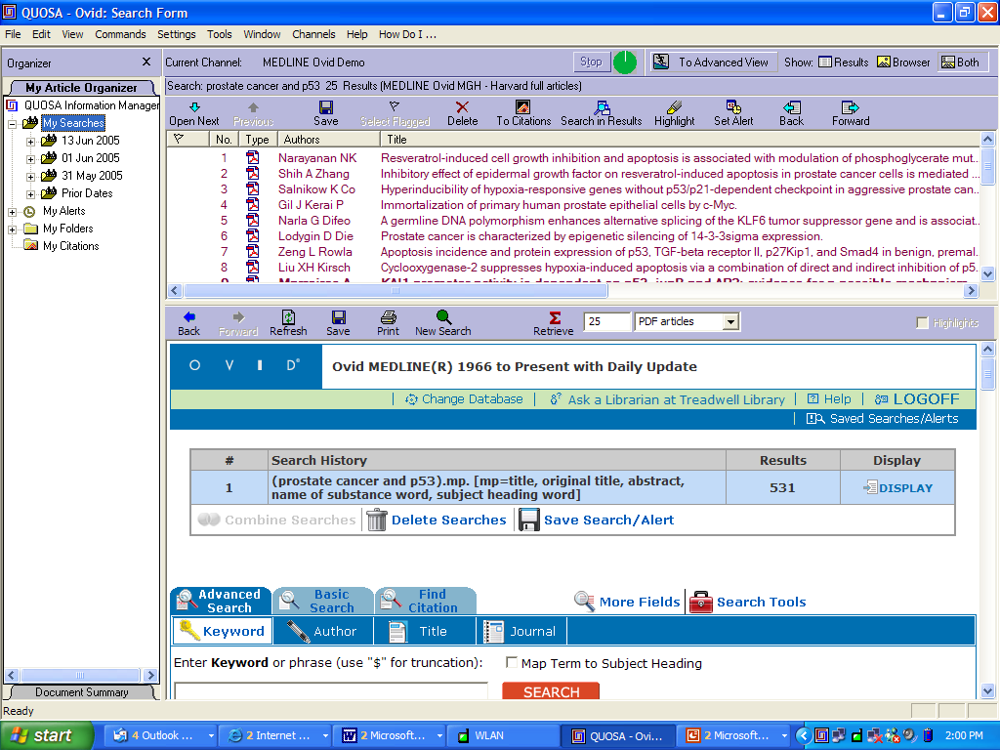 QUOSA - Ovid: Search Form
File Edit View Commands Settings Tools Window Channels Help How Do I ...
Organizer X
My Article Organizer
QUOSA Information Manager
My Searches
13 Jun 2005
01 Jun 2005
31 May 2005
Prior Dates
My Alerts
My Folders
My Citations
Document Summary
Current Channel: MEDLINE Ovid Demo Stop To Advanced View Show: Results Browser Both
Search: prostate cancer and p53 25 Results (MEDLINE Ovid MGH - Harvard full articles)
Open Next Previous Save Select Flagged Delete To Citations Search in Results Highlight Set Alert Back Forward
No. Type Authors Title
1 Narayanan NK Resveratrol-induced cell growth inhibition and apoptosis is associated with modulation of phosphoglycerate mut...
2 Shih A Zhang Inhibitory effect of epidermal growth factor on resveratrol-induced apoptosis in prostate cancer cells is mediated ...
3 Salnikow K Co Hyperinducibility of hypoxia-responsive genes without p53/p21-dependent checkpoint in aggressive prostate can...
4 Gil J Kerai P Immortalization of primary human prostate epithelial cells by c-Myc.
5 Narla G Difeo A germline DNA polymorphism enhances alternative splicing of the KLF6 tumor suppressor gene and is associat...
6 Lodygin D Die Prostate cancer is characterized by epigenetic silencing of 14-3-3sigma expression.
7 Zeng L Rowla Apoptosis incidence and protein expression of p53, TGF-beta receptor II, p27Kip1, and Smad4 in benign, premal...
8 Liu XH Kirsch Cyclooxygenase-2 suppresses hypoxia-induced apoptosis via a combination of direct and indirect inhibition of p5...
Back Forward Refresh Save Print New Search Retrieve 25 PDF articles Highlights
OVID Ovid MEDLINE(R) 1966 to Present with Daily Update
| Change Database | Ask a Librarian at Treadwell Library | Help | LOGOFF
| Saved Searches/Alerts
# Search History Results Display
1 (prostate cancer and p53).mp. [mp=title, original title, abstract, 531 DISPLAY
name of substance word, subject heading word]
Combine Searches Delete Searches Save Search/Alert
Advanced Search Basic Search Find Citation More Fields Search Tools
Keyword Author Title Journal
Enter Keyword or phrase (use "$" for truncation): Map Term to Subject Heading
SEARCH
Ready
start 4 Outlook ... 2 Internet ... 2 Microsoft... WLAN QUOSA - Ovi... 2 Microsoft... 2:00 PM